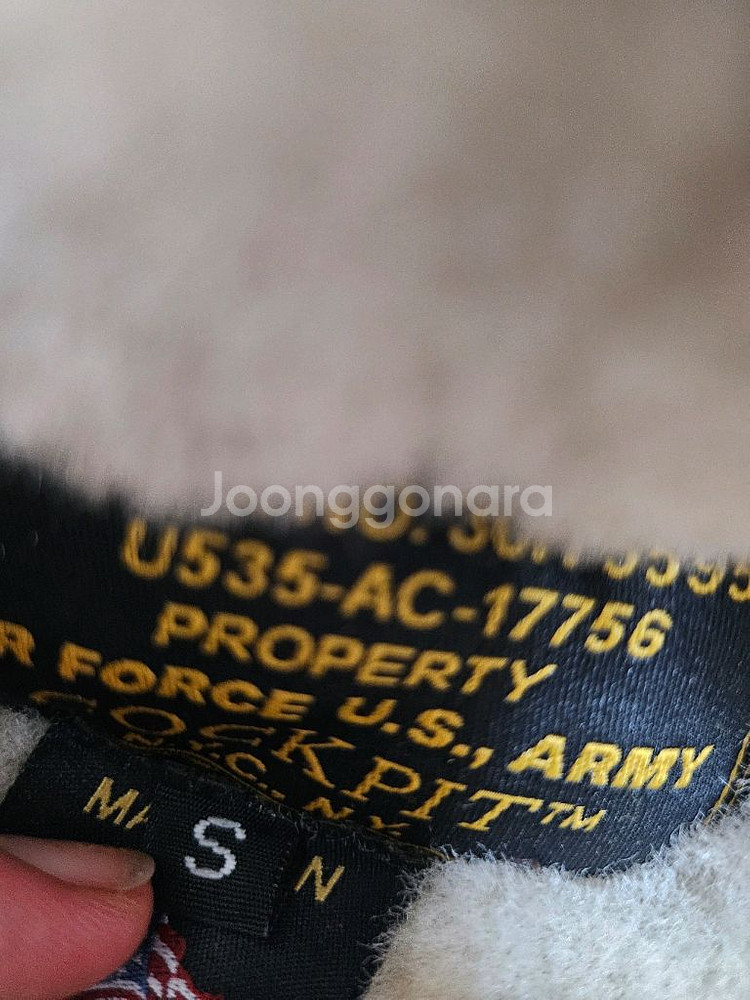 Joonggonara
U535-AC-17756
PROPERTY
FORCE U.S., ARMY
COCKPIT™
N.Y.C., N.Y.
S